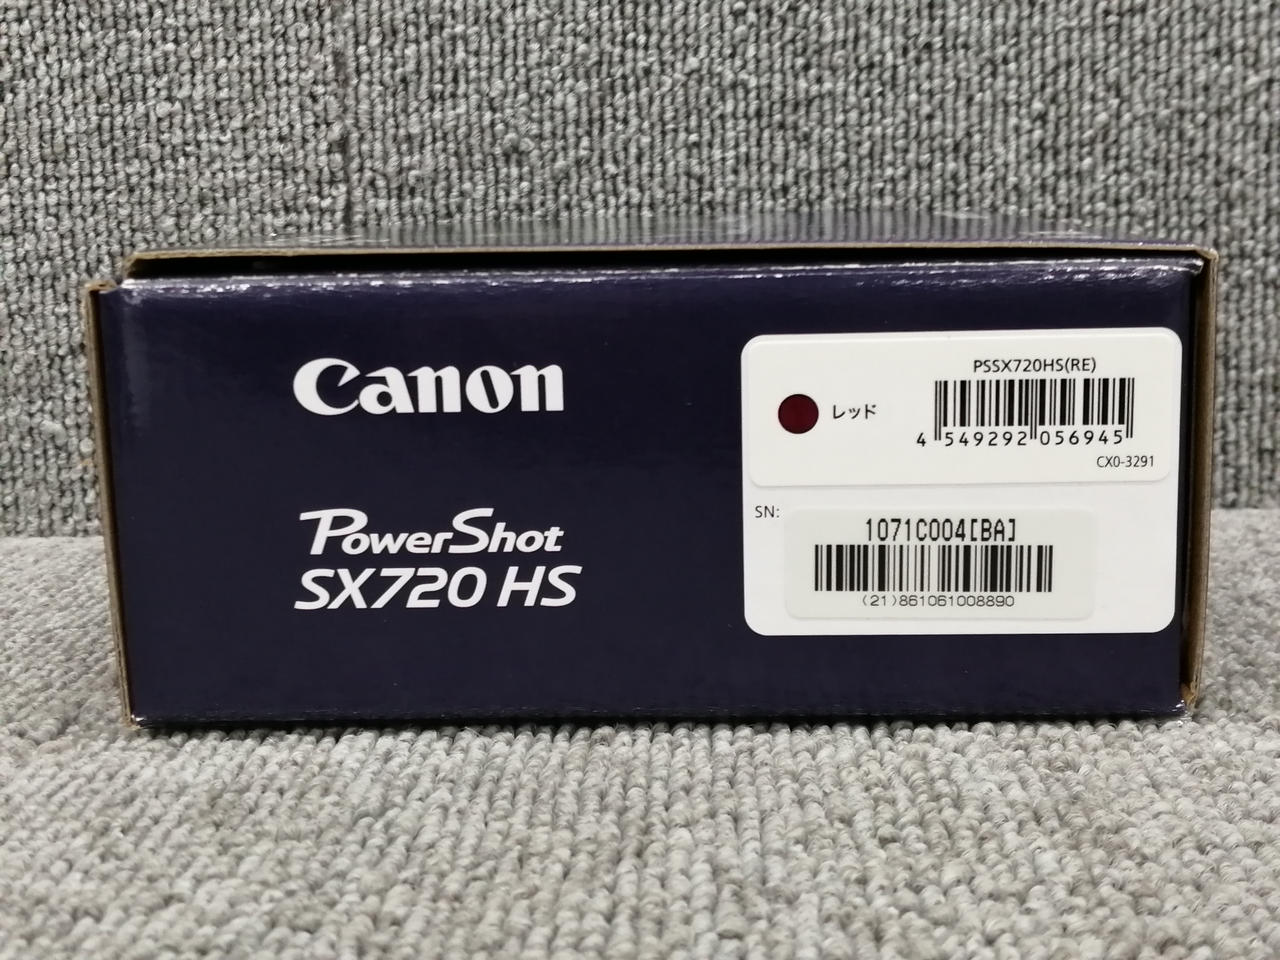 Canon
PowerShot
SX720 HS
PSSX720HS(RE)
レッド
4 549292 056945
CX0-3291
SN:
1071C004[BA]
(21)861061008890